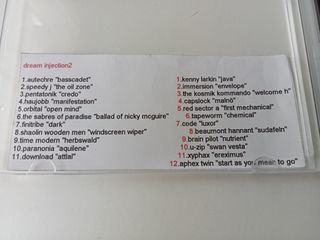 dream injection2
1.autechre "basscadet"
2.speedy j "the oil zone"
3.pentatonik "credo"
4.haujobb "manifestation"
5.orbital "open mind"
6.the sabres of paradise "ballad of nicky mcguire"
7.finitribe "dark"
8.shaolin wooden men "windscreen wiper"
9.time modern "herbswald"
10.paranonia "aquilene"
11.download "attlal"
1.kenny larkin "java"
2.immersion "envelope"
3.the kosmik kommando "welcome h"
4.capslock "malnö"
5.red sector a "first mechanical"
6.tapeworm "chemical"
7.code "luxor"
8.beaumont hannant "sudafeln"
9.brain pilot "nutrient"
10.u-zip "swan vesta"
11.xyphax "ereximus"
12.aphex twin "start as you mean to go"